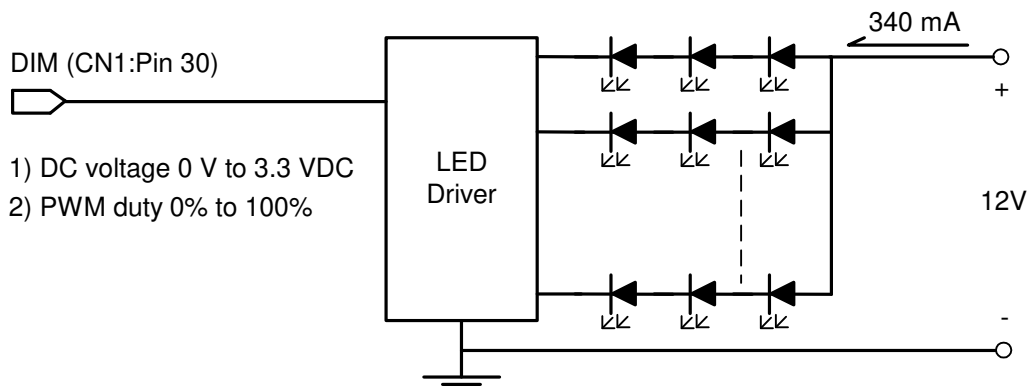 340 mA
DIM (CN1:Pin 30)
+
1) DC voltage 0 V to 3.3 VDC
2) PWM duty 0% to 100%
LED
Driver
12V
-